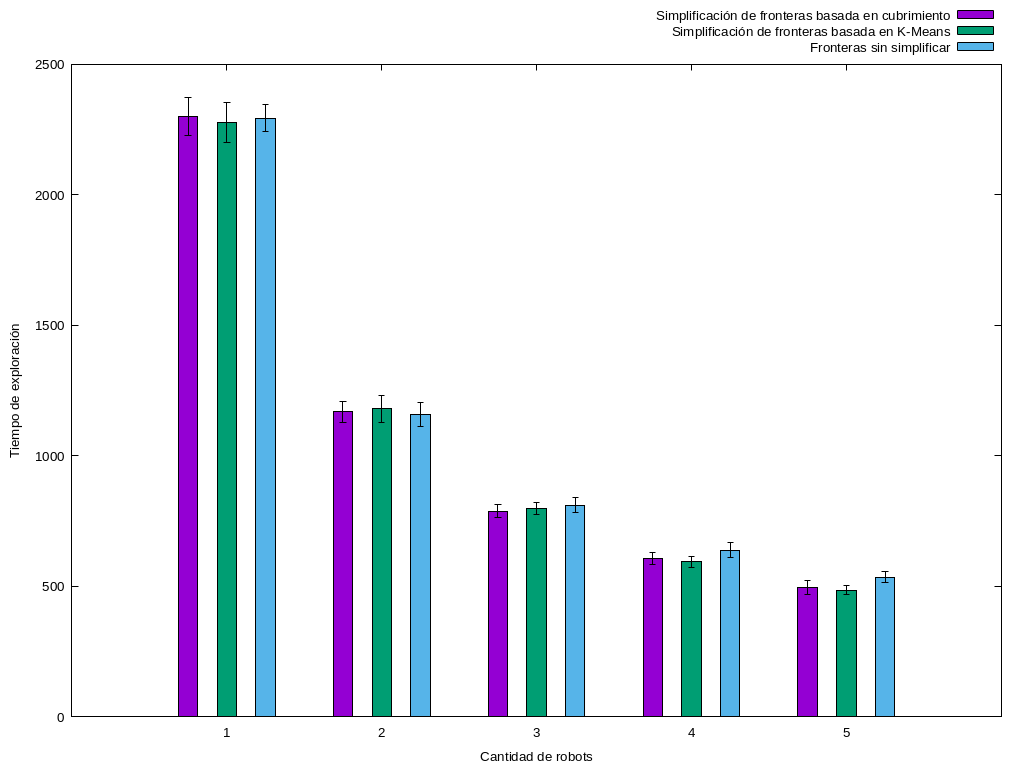 Simplificación de fronteras basada en cubrimiento
Simplificación de fronteras basada en K-Means
Fronteras sin simplificar
2500
2000
1500
1000
500
0
Tiempo de exploración
1 2 3 4 5
Cantidad de robots